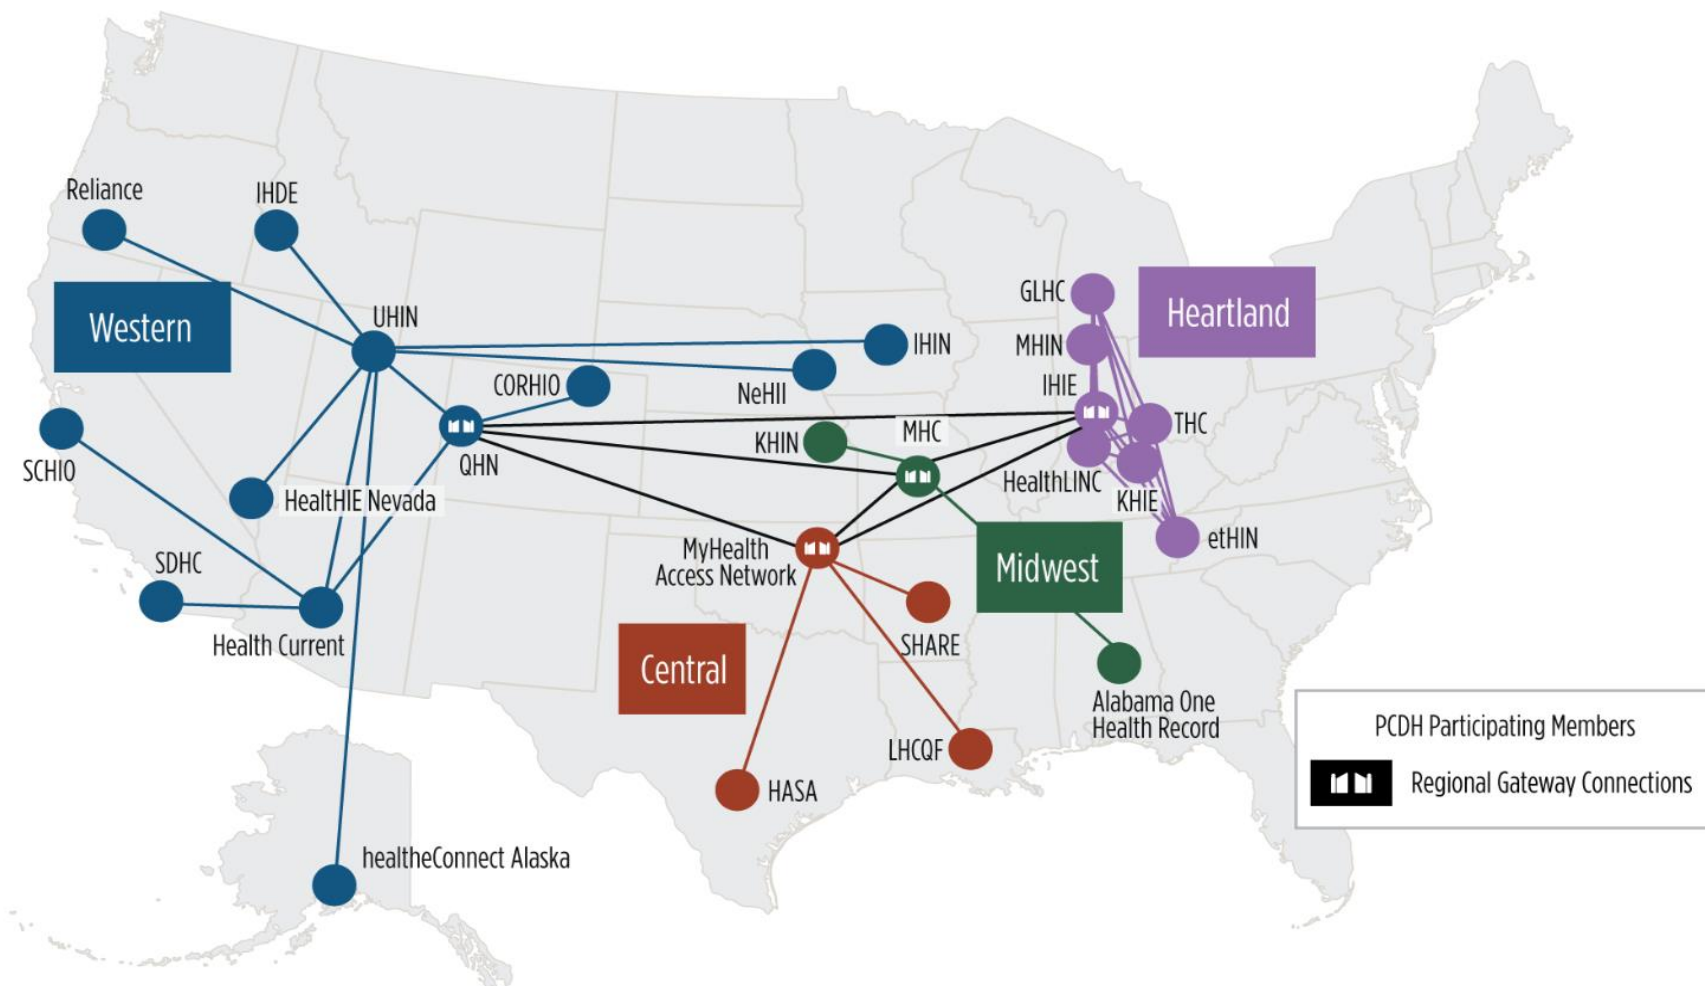 Reliance
IHDE
Western
UHIN
CORHIO
NeHII
IHIN
SCHIO
QHN
HealtHIE Nevada
SDHC
Health Current
healtheConnect Alaska
KHIN
MHC
MyHealth
Access Network
Central
SHARE
HASA
LHCQF
Midwest
Alabama One
Health Record
GLHC
MHIN
IHIE
Heartland
THC
HealthLINC
KHIE
etHIN
PCDH Participating Members
Regional Gateway Connections